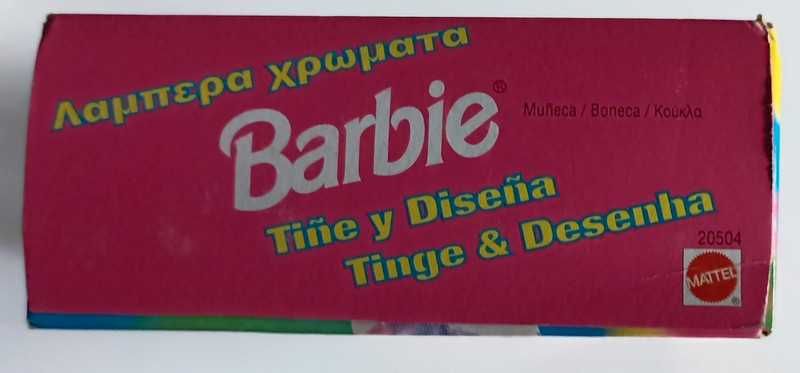 Λαμπερα χρωματα
Barbie®
Muñeca / Boneca / Κούκλα
Tiñe y Diseña
Tinge & Desenha
20504
MATTEL®